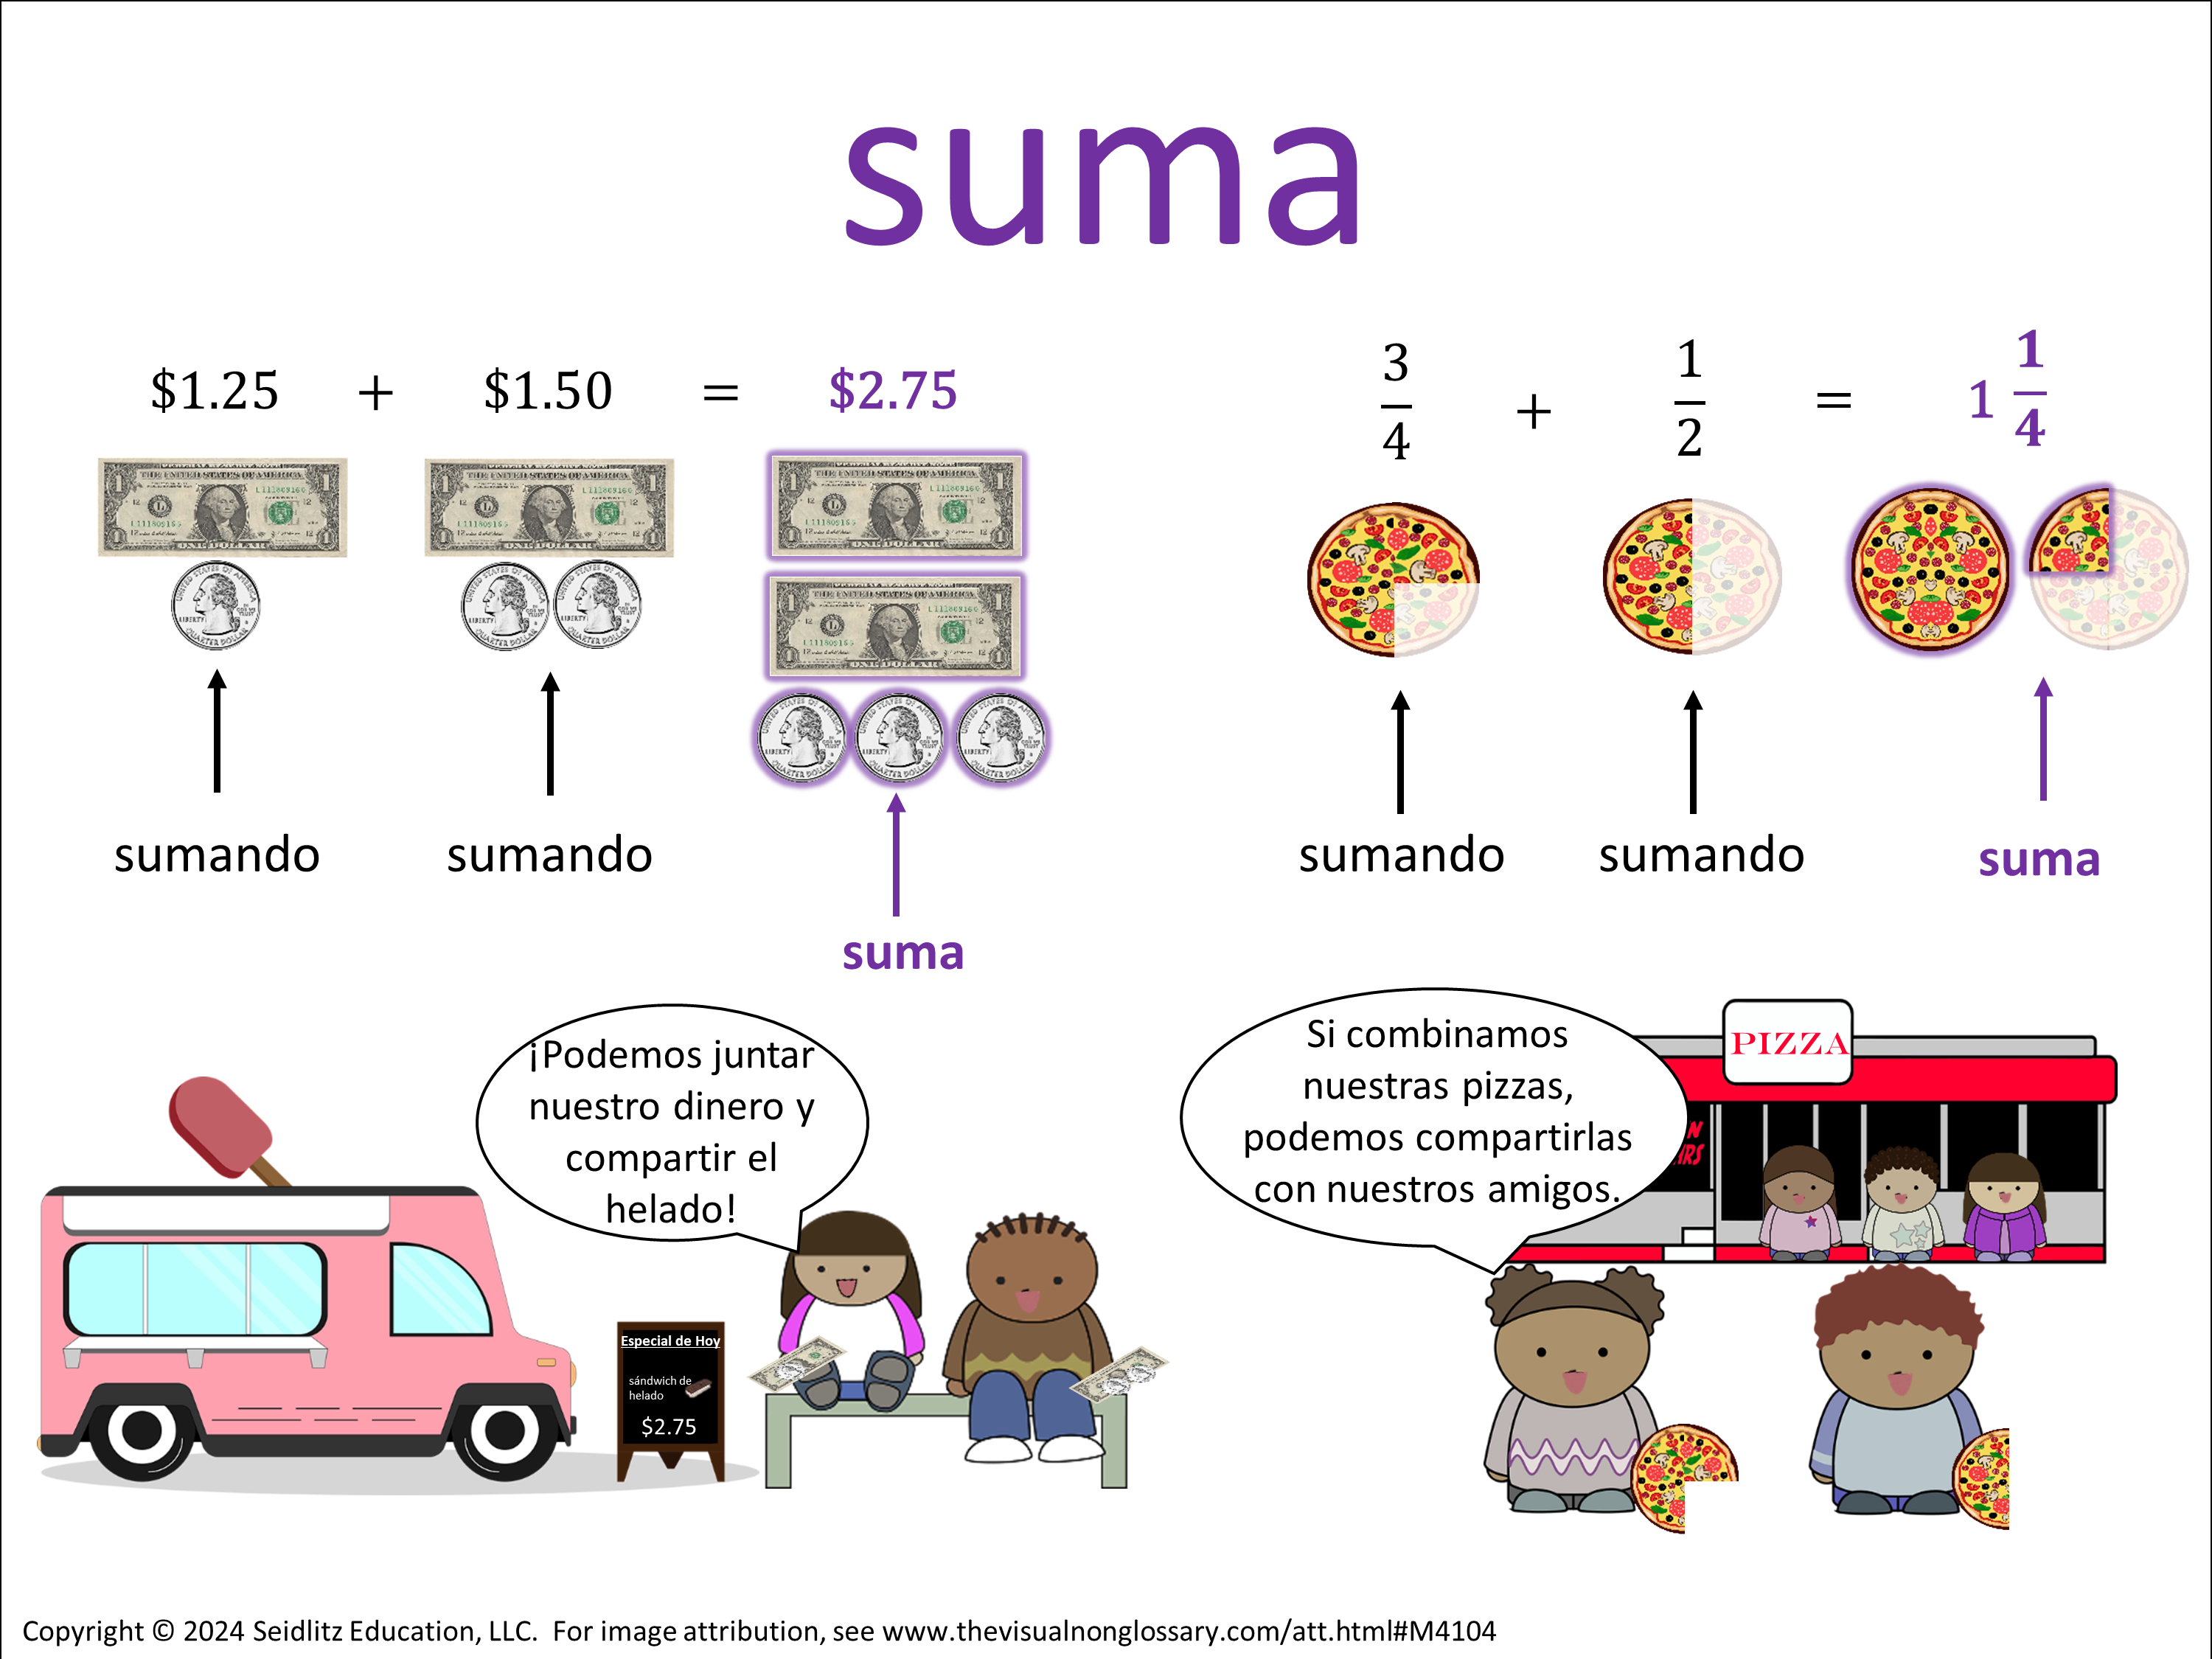 suma
$1.25 + $1.50 = $2.75
3/4 + 1/2 = 1 1/4
sumando
sumando
suma
sumando
sumando
suma
¡Podemos juntar
nuestro dinero y
compartir el
helado!
Si combinamos
nuestras pizzas,
podemos compartirlas
con nuestros amigos.
PIZZA
Especial de Hoy
sándwich de
helado
$2.75
Copyright © 2024 Seidlitz Education, LLC.  For image attribution, see www.thevisualnonglossary.com/att.html#M4104